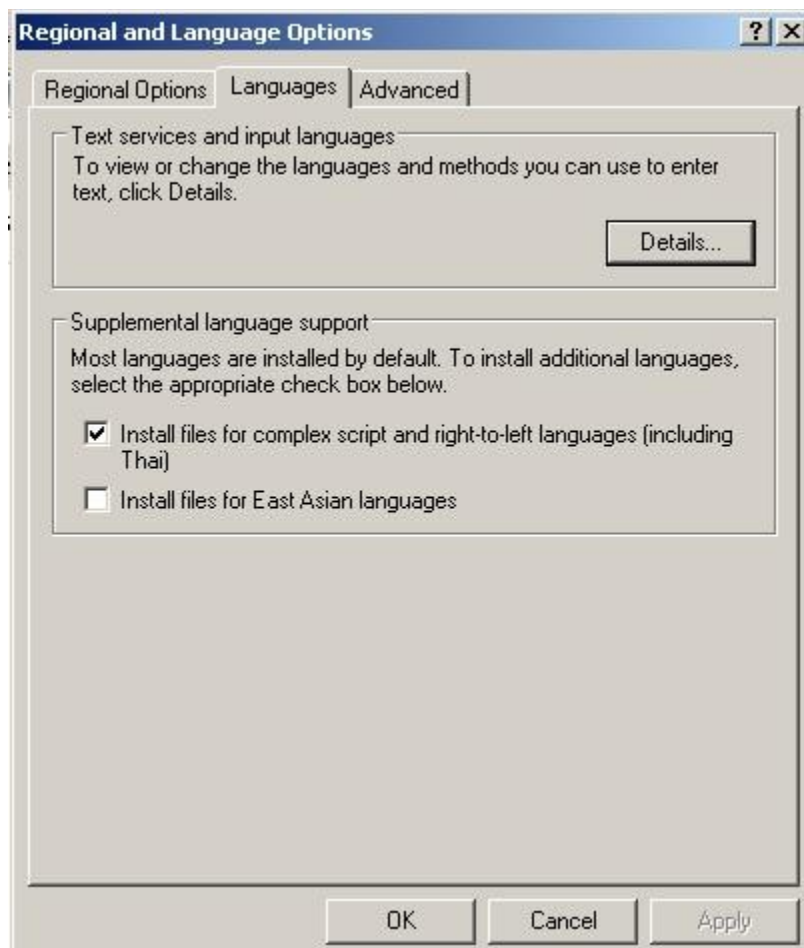 Regional and Language Options
Regional Options
Languages
Advanced
Text services and input languages
To view or change the languages and methods you can use to enter
text, click Details.
Details...
Supplemental language support
Most languages are installed by default. To install additional languages,
select the appropriate check box below.
Install files for complex script and right-to-left languages (including
Thai)
Install files for East Asian languages
OK
Cancel
Apply